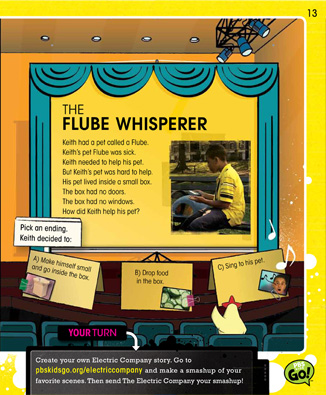 13
THE
FLUBE WHISPERER
Keith had a pet called a Flube.
Keith's pet Flube was sick.
Keith needed to help his pet.
But Keith's pet was hard to help.
His pet lived inside a small box.
The box had no doors.
The box had no windows.
How did Keith help his pet?
Pick an ending.
Keith decided to:
A) Make himself small
and go inside the box.
B) Drop food
in the box.
C) Sing to his pet.
YOUR TURN
Create your own Electric Company story. Go to
pbskidsgo.org/electriccompany and make a smashup of your
favorite scenes. Then send The Electric Company your smashup!
PBS
KIDS
GO!